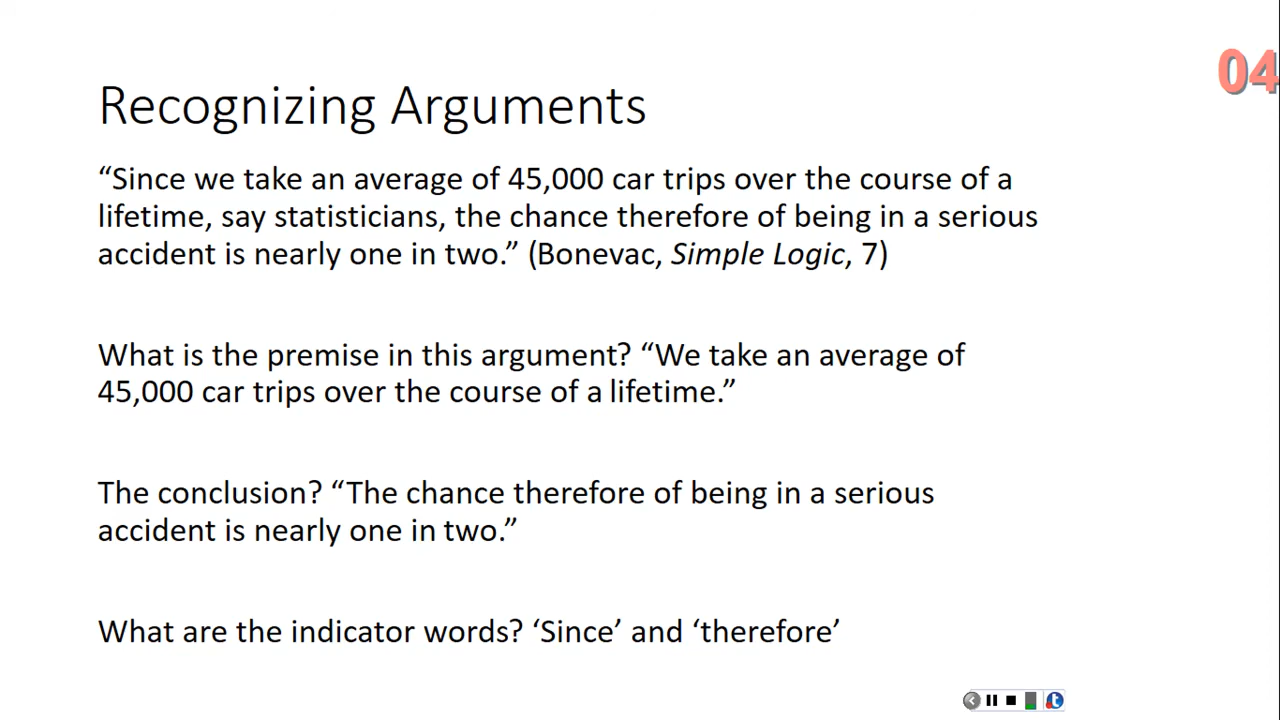 04
Recognizing Arguments
“Since we take an average of 45,000 car trips over the course of a
lifetime, say statisticians, the chance therefore of being in a serious
accident is nearly one in two.” (Bonevac, Simple Logic, 7)
What is the premise in this argument? “We take an average of
45,000 car trips over the course of a lifetime.”
The conclusion? “The chance therefore of being in a serious
accident is nearly one in two.”
What are the indicator words? ‘Since’ and ‘therefore’
t